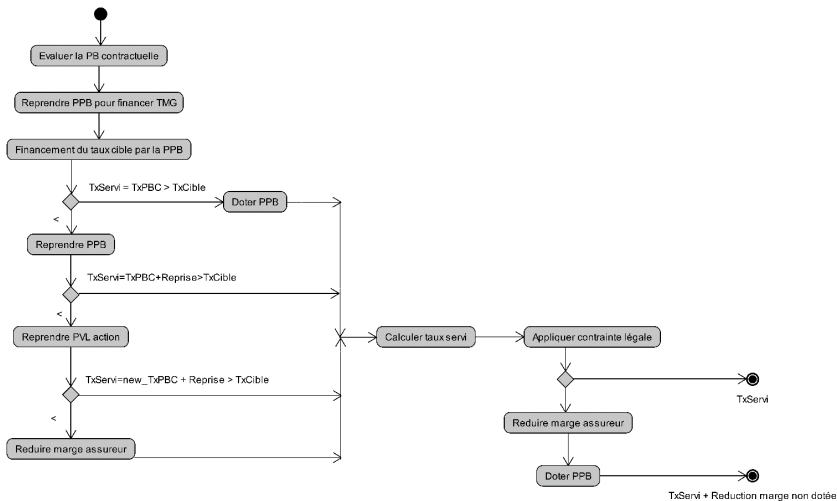 Evaluer la PB contractuelle
Reprendre PPB pour financer TMG
Financement du taux cible par la PPB
TxServi = TxPBC > TxCible
Doter PPB
<
Reprendre PPB
TxServi=TxPBC+Reprise>TxCible
<
Reprendre PVL action
Calculer taux servi
Appliquer contrainte légale
TxServi=new_TxPBC + Reprise > TxCible
TxServi
<
Reduire marge assureur
Reduire marge assureur
Doter PPB
TxServi + Reduction marge non dotée